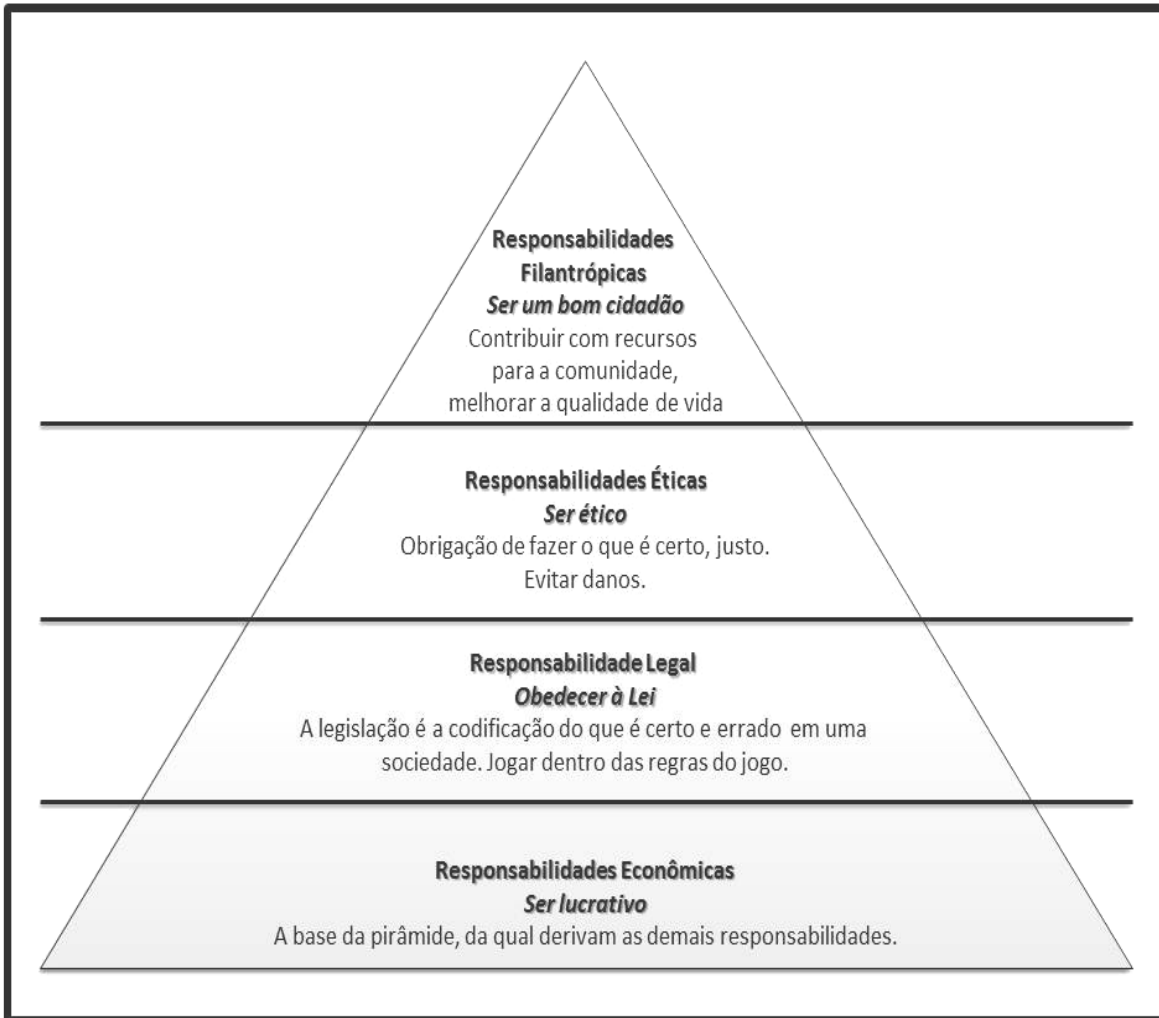 Responsabilidades
Filantrópicas
Ser um bom cidadão
Contribuir com recursos
para a comunidade,
melhorar a qualidade de vida
Responsabilidades Éticas
Ser ético
Obrigação de fazer o que é certo, justo.
Evitar danos.
Responsabilidade Legal
Obedecer à Lei
A legislação é a codificação do que é certo e errado em uma
sociedade. Jogar dentro das regras do jogo.
Responsabilidades Econômicas
Ser lucrativo
A base da pirâmide, da qual derivam as demais responsabilidades.